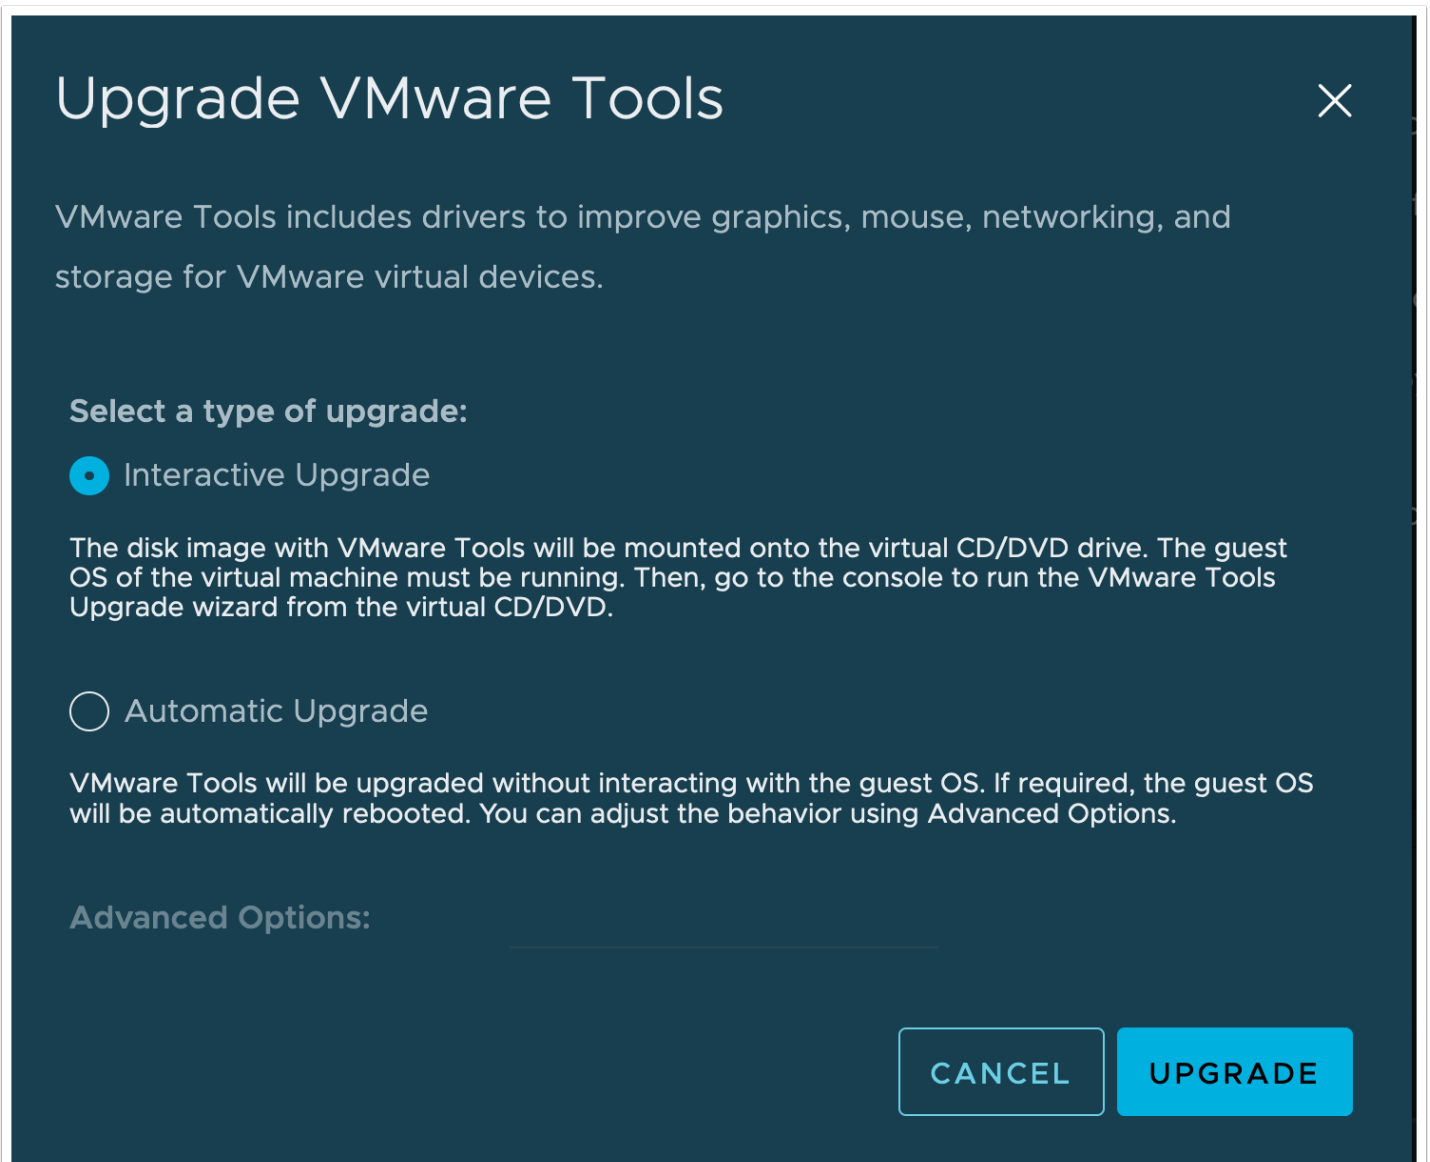 Upgrade VMware Tools
VMware Tools includes drivers to improve graphics, mouse, networking, and
storage for VMware virtual devices.
Select a type of upgrade:
Interactive Upgrade
The disk image with VMware Tools will be mounted onto the virtual CD/DVD drive. The guest
OS of the virtual machine must be running. Then, go to the console to run the VMware Tools
Upgrade wizard from the virtual CD/DVD.
Automatic Upgrade
VMware Tools will be upgraded without interacting with the guest OS. If required, the guest OS
will be automatically rebooted. You can adjust the behavior using Advanced Options.
Advanced Options:
CANCEL
UPGRADE